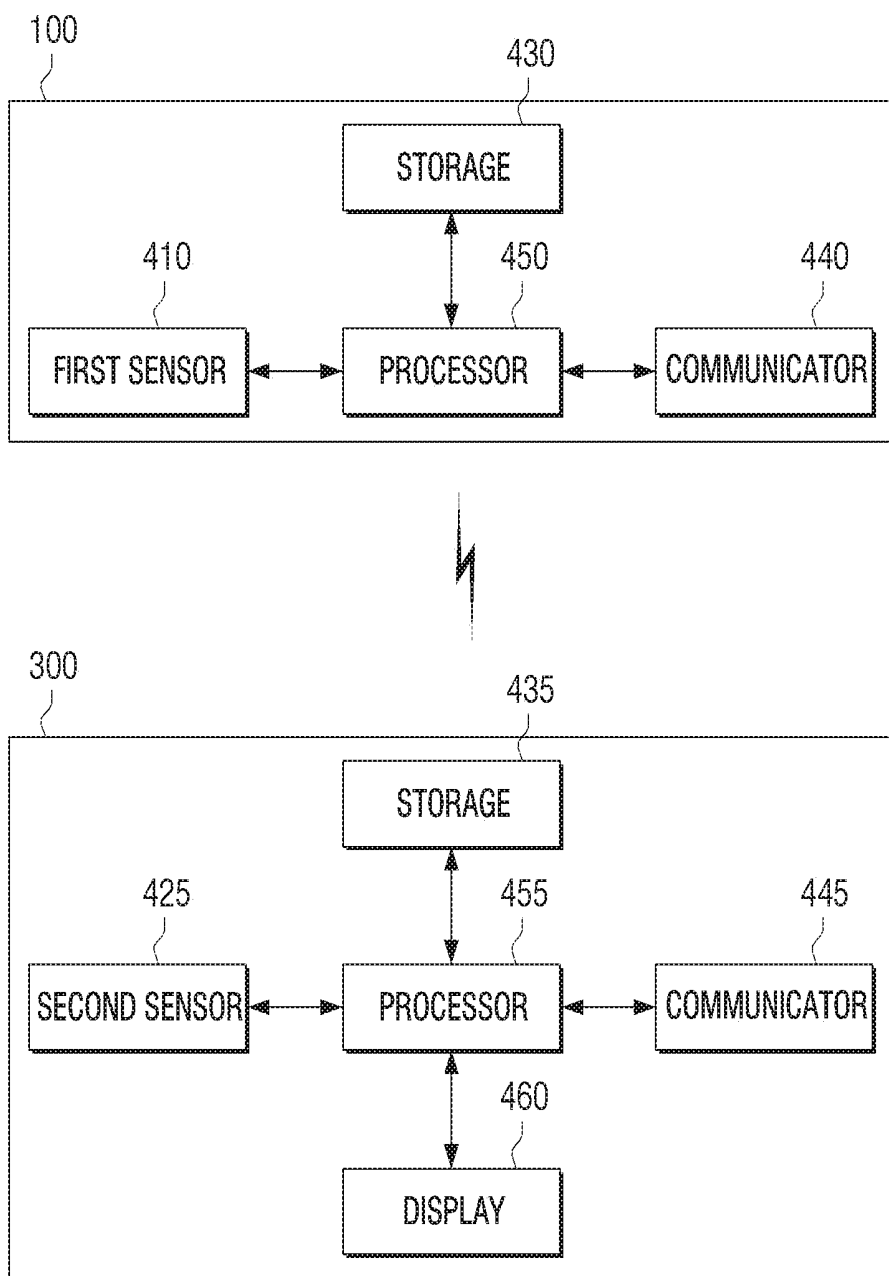 100
430
STORAGE
410
450
440
FIRST SENSOR
PROCESSOR
COMMUNICATOR
300
435
STORAGE
425
455
445
SECOND SENSOR
PROCESSOR
COMMUNICATOR
460
DISPLAY